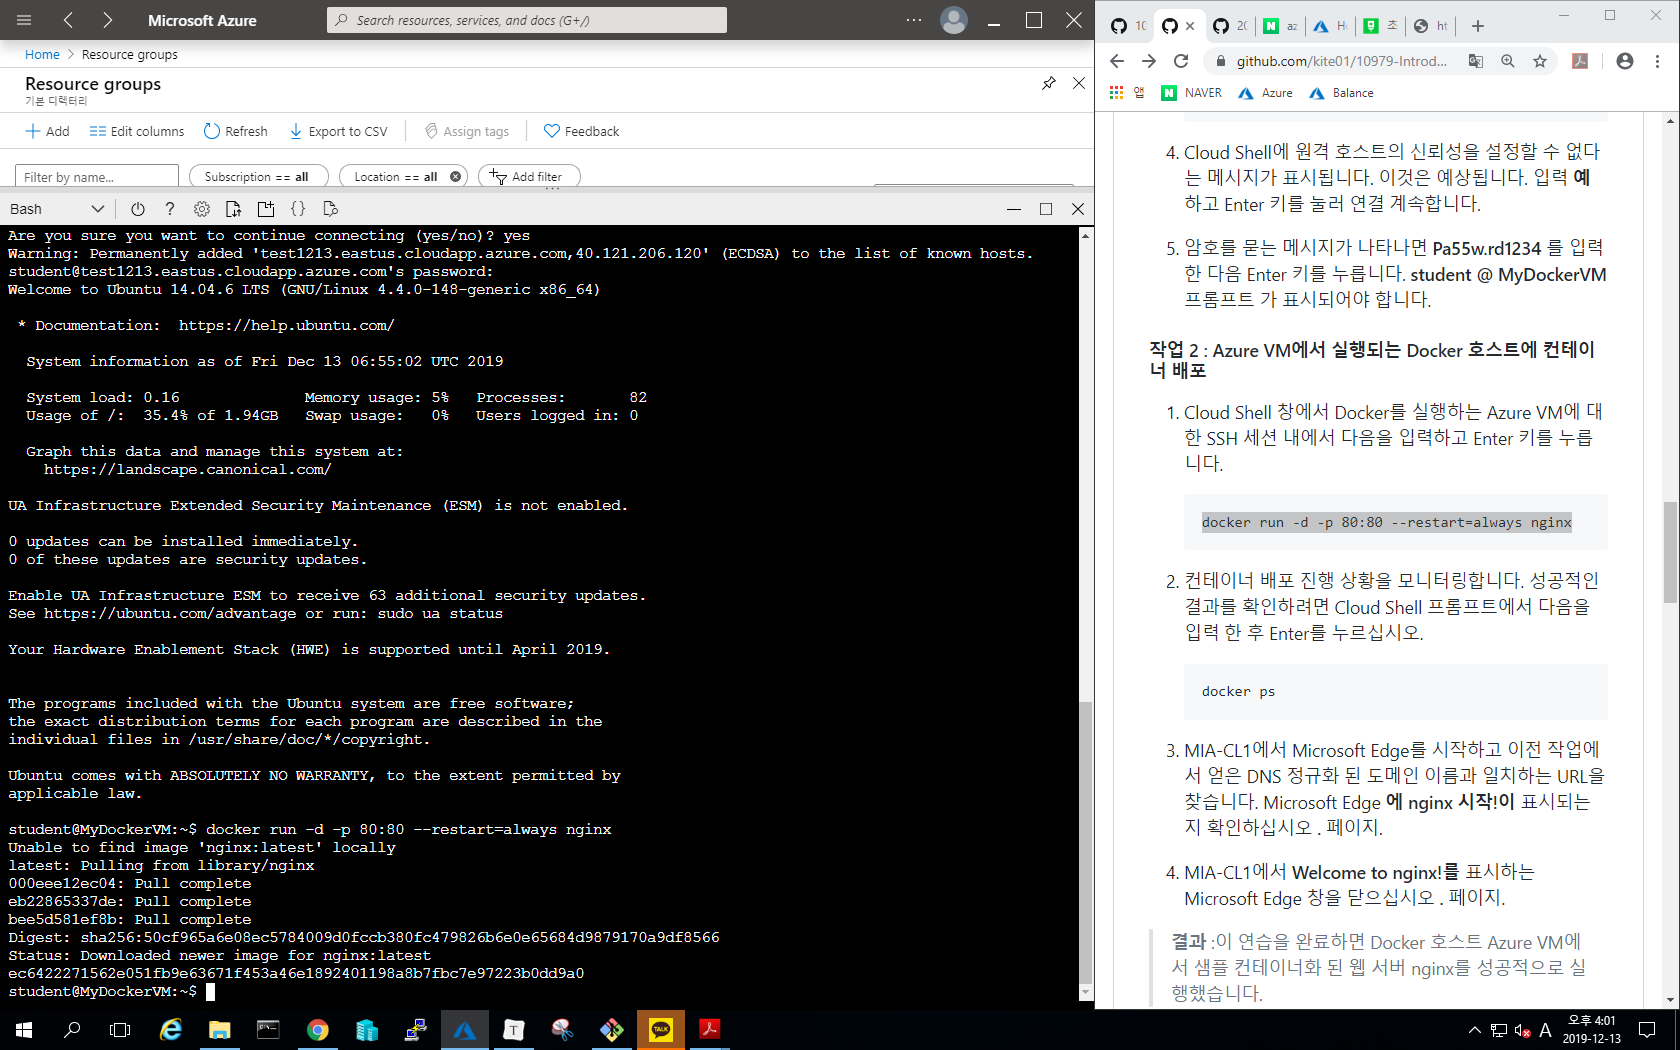 Microsoft Azure
Search resources, services, and docs (G+/)
Home > Resource groups
Resource groups
기본 디렉터리
Add
Edit columns
Refresh
Export to CSV
Assign tags
Feedback
Filter by name...
Subscription == all
Location == all
Add filter
Bash
Are you sure you want to continue connecting (yes/no)? yes
Warning: Permanently added 'test1213.eastus.cloudapp.azure.com,40.121.206.120' (ECDSA) to the list of known hosts.
student@test1213.eastus.cloudapp.azure.com's password:
Welcome to Ubuntu 14.04.6 LTS (GNU/Linux 4.4.0-148-generic x86_64)
* Documentation:  https://help.ubuntu.com/
System information as of Fri Dec 13 06:55:02 UTC 2019
System load: 0.16 Memory usage: 5% Processes: 82
Usage of /: 35.4% of 1.94GB Swap usage: 0% Users logged in: 0
Graph this data and manage this system at:
https://landscape.canonical.com/
UA Infrastructure Extended Security Maintenance (ESM) is not enabled.
0 updates can be installed immediately.
0 of these updates are security updates.
Enable UA Infrastructure ESM to receive 63 additional security updates.
See https://ubuntu.com/advantage or run: sudo ua status
Your Hardware Enablement Stack (HWE) is supported until April 2019.
The programs included with the Ubuntu system are free software;
the exact distribution terms for each program are described in the
individual files in /usr/share/doc/*/copyright.
Ubuntu comes with ABSOLUTELY NO WARRANTY, to the extent permitted by
applicable law.
student@MyDockerVM:~$ docker run -d -p 80:80 --restart=always nginx
Unable to find image 'nginx:latest' locally
latest: Pulling from library/nginx
000eee12ec04: Pull complete
eb22865337de: Pull complete
bee5d581ef8b: Pull complete
Digest: sha256:50cf965a6e08ec5784009d0fccb380fc479826b6e0e65684d9879170a9df8566
Status: Downloaded newer image for nginx:latest
ec6422271562e051fb9e63671f453a46e1892401198a8b7fbc7e97223b0dd9a0
student@MyDockerVM:~$
10
20
az
H
초
ht
github.com/kite01/10979-Introd...
앱
NAVER
Azure
Balance
4. Cloud Shell에 원격 호스트의 신뢰성을 설정할 수 없다
는 메시지가 표시됩니다. 이것은 예상됩니다. 입력 예
하고 Enter 키를 눌러 연결 계속합니다.
5. 암호를 묻는 메시지가 나타나면 Pa55w.rd1234 를 입력
한 다음 Enter 키를 누릅니다. student @ MyDockerVM
프롬프트 가 표시되어야 합니다.
작업 2 : Azure VM에서 실행되는 Docker 호스트에 컨테이
너 배포
1. Cloud Shell 창에서 Docker를 실행하는 Azure VM에 대
한 SSH 세션 내에서 다음을 입력하고 Enter 키를 누릅
니다.
docker run -d -p 80:80 --restart=always nginx
2. 컨테이너 배포 진행 상황을 모니터링합니다. 성공적인
결과를 확인하려면 Cloud Shell 프롬프트에서 다음을
입력 한 후 Enter를 누르십시오.
docker ps
3. MIA-CL1에서 Microsoft Edge를 시작하고 이전 작업에
서 얻은 DNS 정규화 된 도메인 이름과 일치하는 URL을
찾습니다. Microsoft Edge 에 nginx 시작!이 표시되는
지 확인하십시오 . 페이지.
4. MIA-CL1에서 Welcome to nginx!를 표시하는
Microsoft Edge 창을 닫으십시오 . 페이지.
결과 :이 연습을 완료하면 Docker 호스트 Azure VM에
서 샘플 컨테이너화 된 웹 서버 nginx를 성공적으로 실
행했습니다.
TALK
A
오후 4:01
2019-12-13